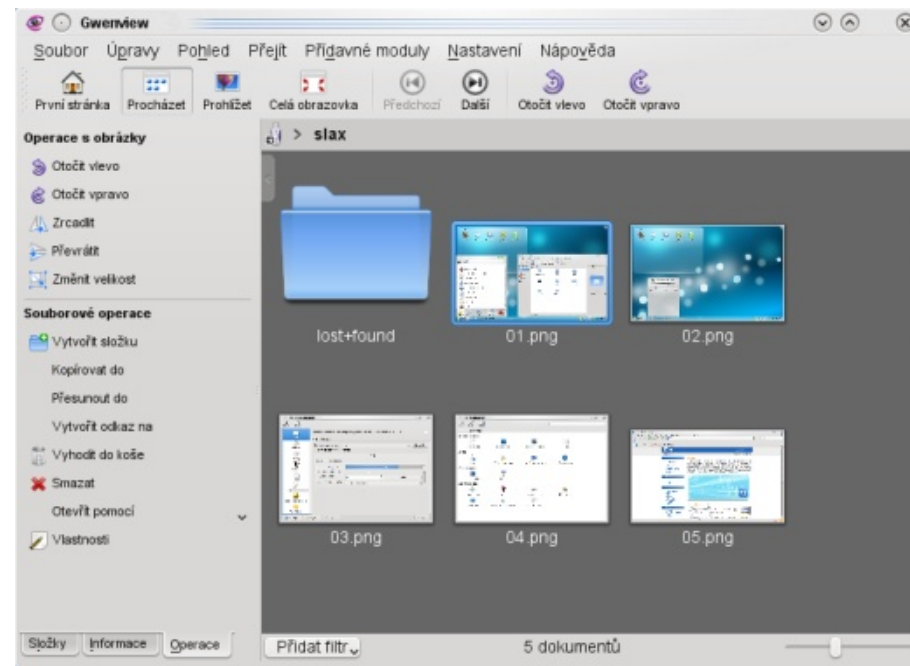 Gwenview
Soubor Úpravy Pohled Přejít Přídavné moduly Nastavení Nápověda
První stránka Procházet Prohlížet Celá obrazovka Předchozí Další Otočit vlevo Otočit vpravo
Operace s obrázky
Otočit vlevo
Otočit vpravo
Zrcadlit
Převrátit
Změnit velikost
Souborové operace
Vytvořit složku
Kopírovat do
Přesunout do
Vytvořit odkaz na
Vyhodit do koše
Smazat
Otevřít pomocí
Vlastnosti
Složky Informace Operace
> slax
lost+found 01.png 02.png
03.png 04.png 05.png
Přidat filtr 5 dokumentů